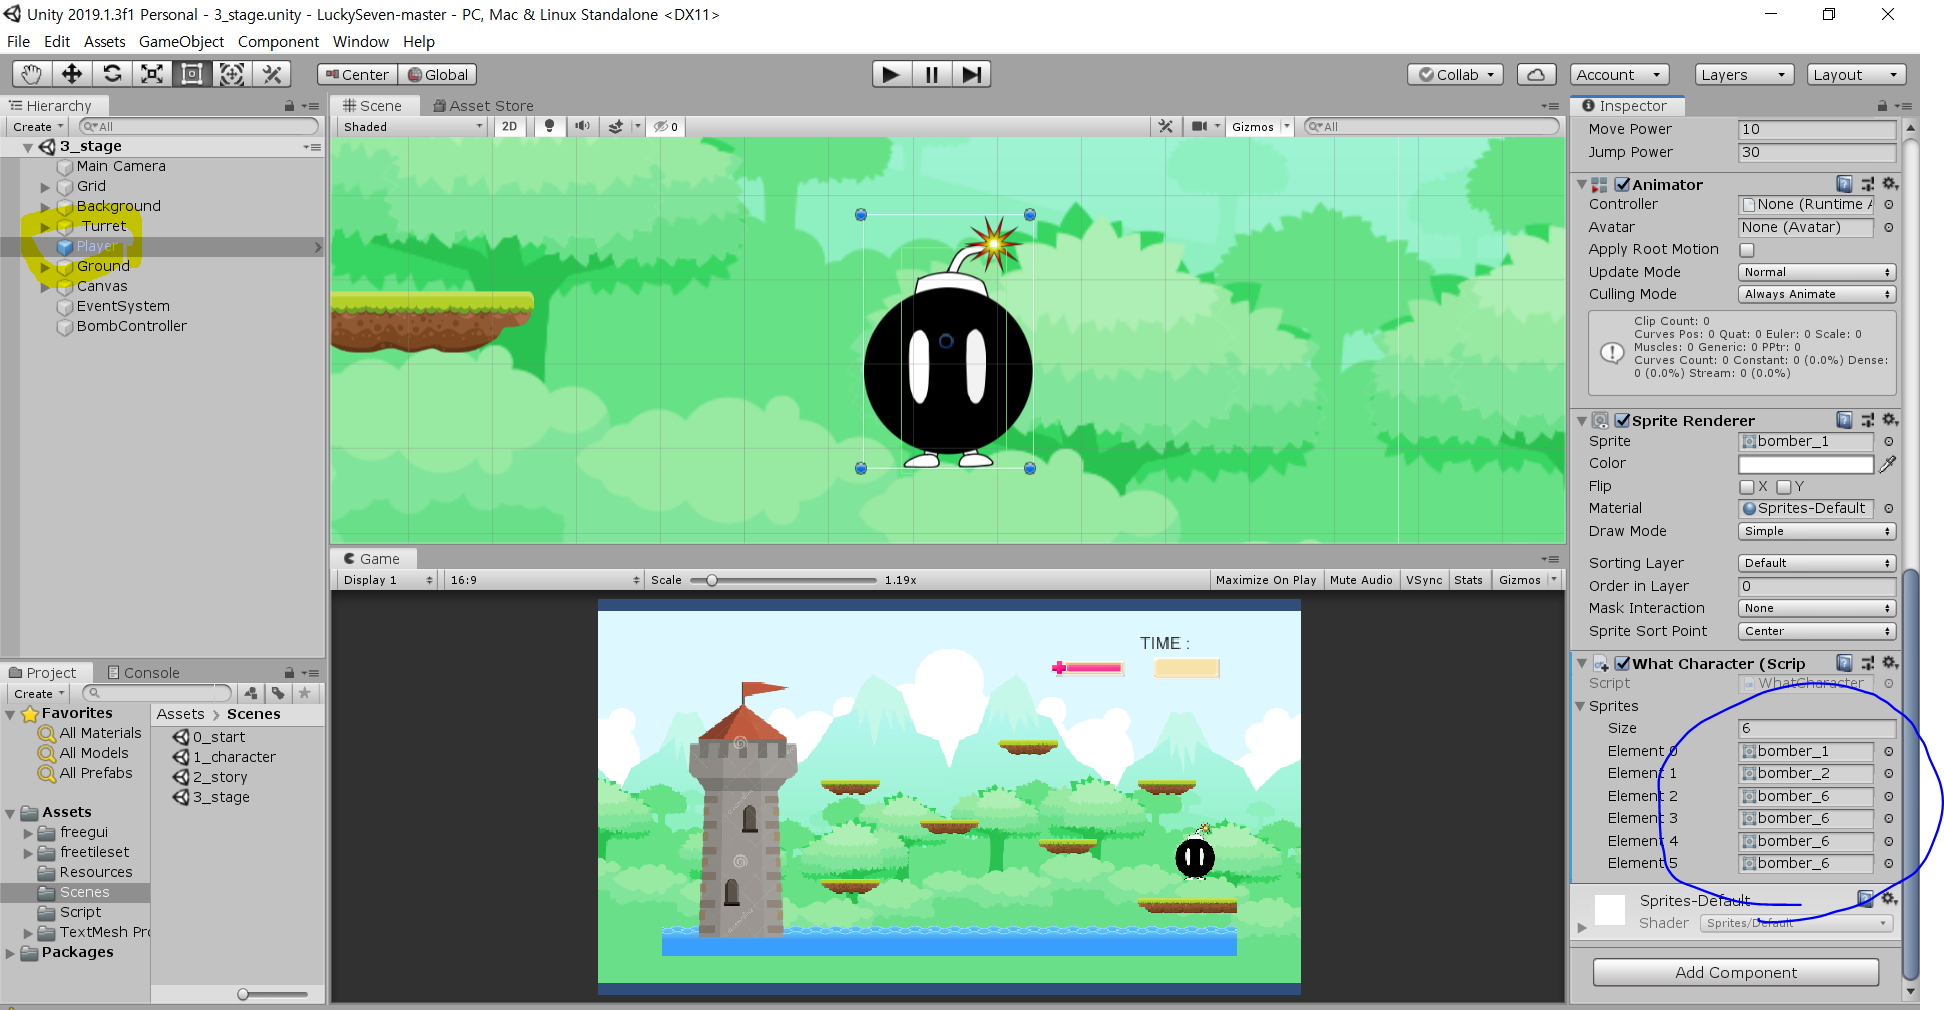 Unity 2019.1.3f1 Personal - 3_stage.unity - LuckySeven-master - PC, Mac & Linux Standalone <DX11>
File Edit Assets GameObject Component Window Help
Center Global Collab Account Layers Layout
Hierarchy
Create All
3_stage
Main Camera
Grid
Background
Turret
Player
Ground
Canvas
EventSystem
BombController
Scene Asset Store
Shaded 2D 0 Gizmos All
Game
Display 1 16:9 Scale 1.19x Maximize On Play Mute Audio VSync Stats Gizmos
TIME :
Project Console
Create
Favorites
All Materials
All Models
All Prefabs
Assets
freegui
freetileset
Resources
Scenes
Script
TextMesh Pro
Packages
Assets > Scenes
0_start
1_character
2_story
3_stage
Inspector
Move Power 10
Jump Power 30
Animator
Controller None (Runtime A
Avatar None (Avatar)
Apply Root Motion
Update Mode Normal
Culling Mode Always Animate
Clip Count: 0
Curves Pos: 0 Quat: 0 Euler: 0 Scale: 0
Muscles: 0 Generic: 0 PPtr: 0
Curves Count: 0 Constant: 0 (0.0%) Dense:
0 (0.0%) Stream: 0 (0.0%)
Sprite Renderer
Sprite bomber_1
Color
Flip X Y
Material Sprites-Default
Draw Mode Simple
Sorting Layer Default
Order in Layer 0
Mask Interaction None
Sprite Sort Point Center
What Character (Scrip
Script WhatCharacter
Sprites
Size 6
Element 0 bomber_1
Element 1 bomber_2
Element 2 bomber_6
Element 3 bomber_6
Element 4 bomber_6
Element 5 bomber_6
Sprites-Default
Shader Sprites/Default
Add Component